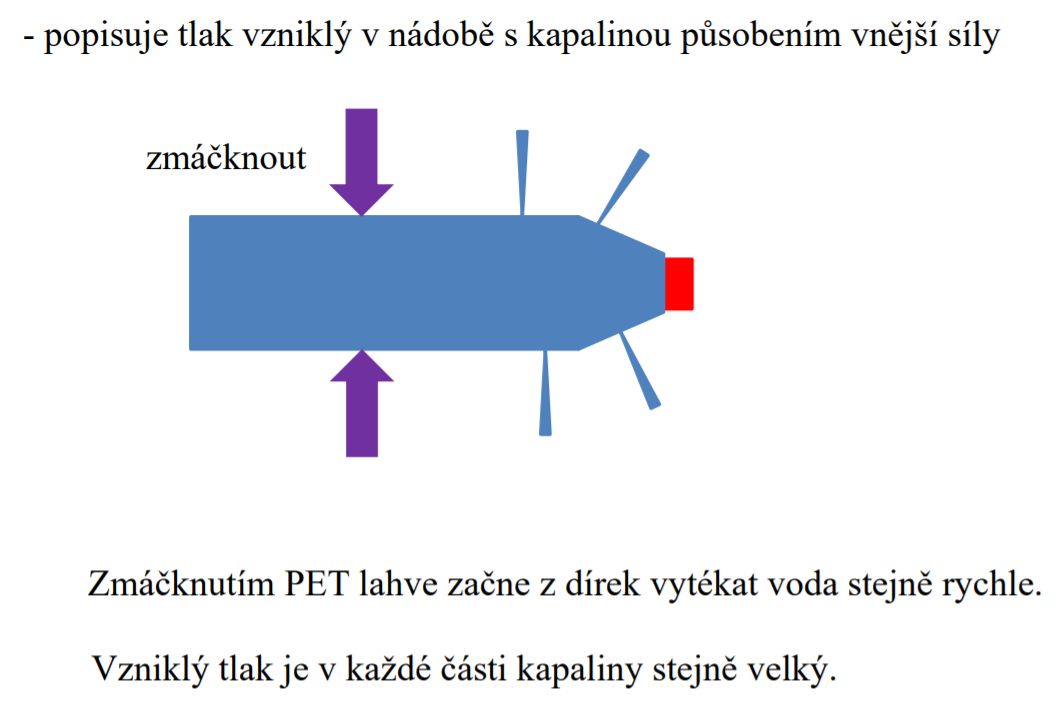 - popisuje tlak vzniklý v nádobě s kapalinou působením vnější síly
zmáčknout
Zmáčknutím PET lahve začne z dírek vytékat voda stejně rychle.
Vzniklý tlak je v každé části kapaliny stejně velký.